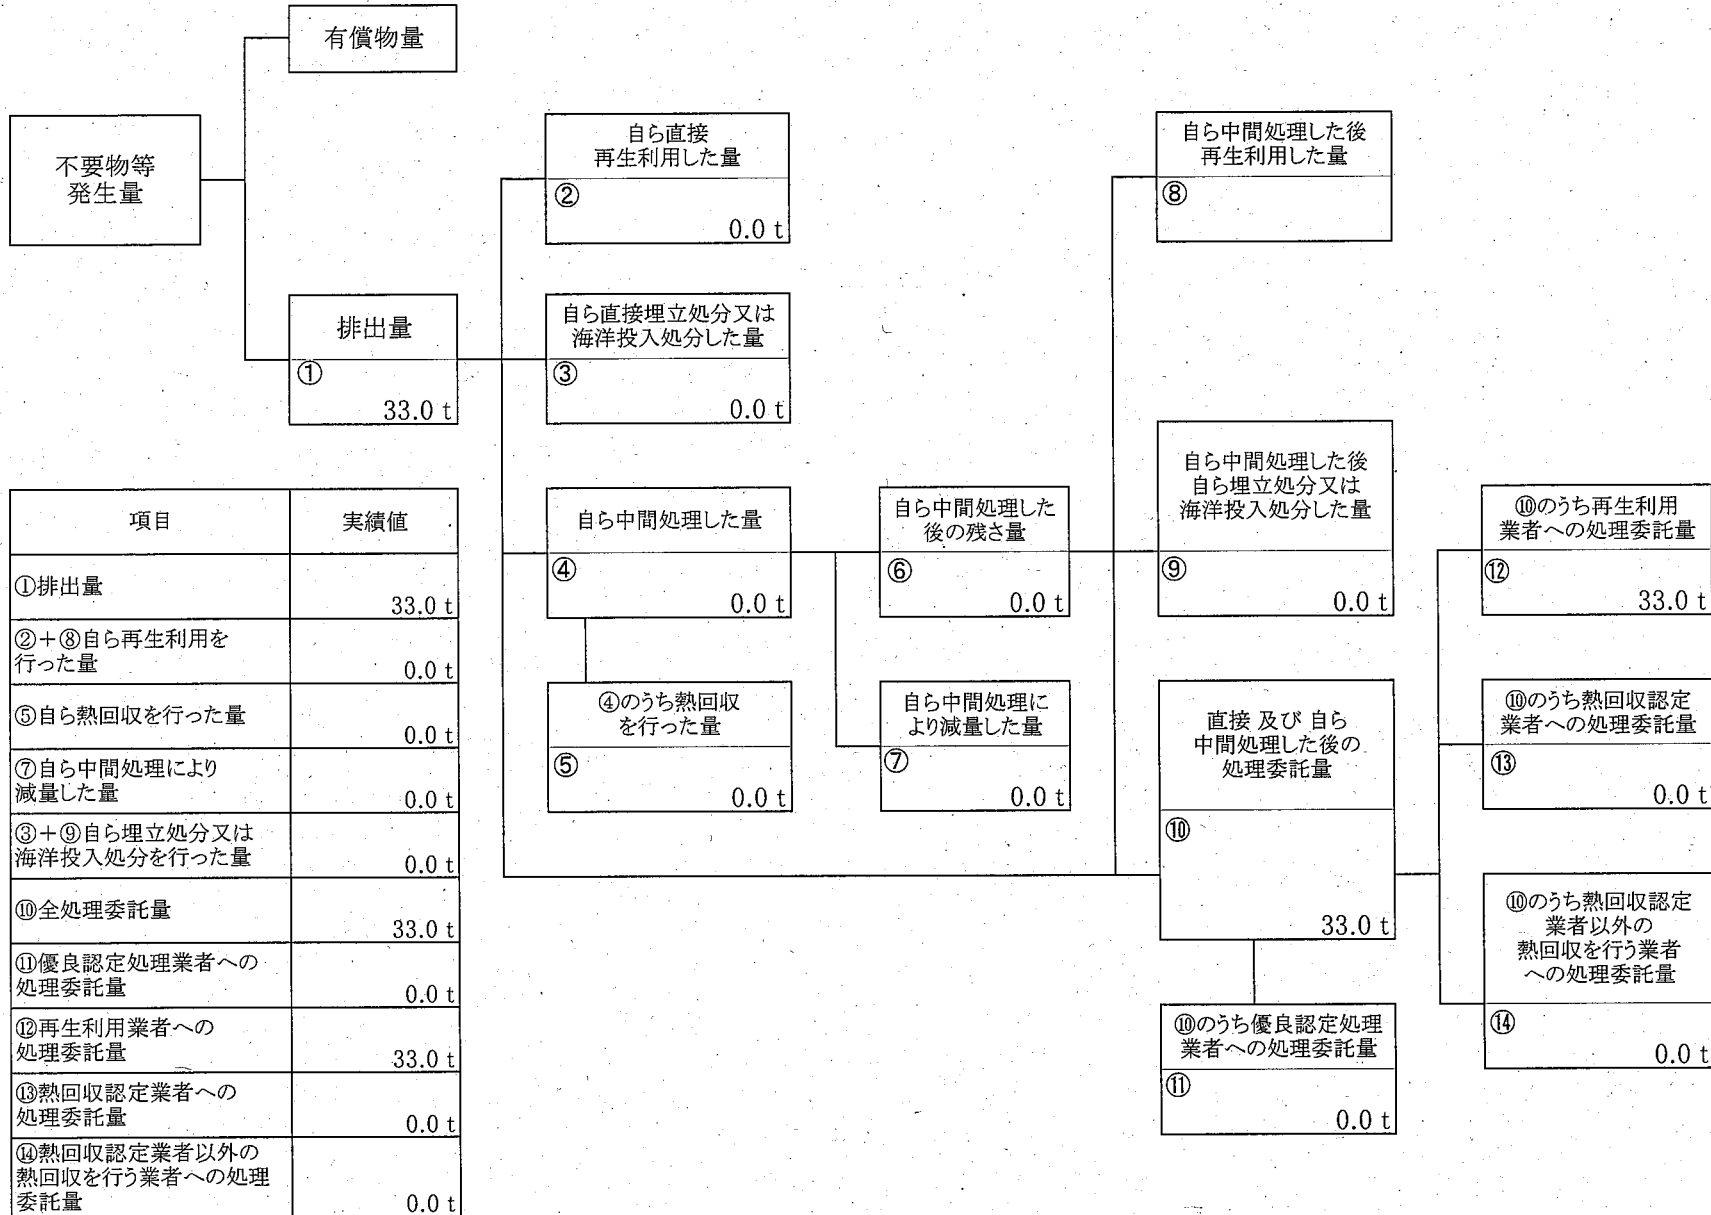 有償物量
不要物等
発生量
排出量
①
33.0 t
自ら直接
再生利用した量
②
0.0 t
自ら直接埋立処分又は
海洋投入処分した量
③
0.0 t
自ら中間処理した量
④
0.0 t
④のうち熱回収
を行った量
⑤
0.0 t
自ら中間処理した
後の残さ量
⑥
0.0 t
自ら中間処理に
より減量した量
⑦
0.0 t
自ら中間処理した後
再生利用した量
⑧
自ら中間処理した後
自ら埋立処分又は
海洋投入処分した量
⑨
0.0 t
直接 及び 自ら
中間処理した後の
処理委託量
⑩
33.0 t
⑩のうち優良認定処理
業者への処理委託量
⑪
0.0 t
⑩のうち再生利用
業者への処理委託量
⑫
33.0 t
⑩のうち熱回収認定
業者への処理委託量
⑬
0.0 t
⑩のうち熱回収認定
業者以外の
熱回収を行う業者
への処理委託量
⑭
0.0 t
項目 実績値
①排出量
33.0 t
②+⑧自ら再生利用を
行った量
0.0 t
⑤自ら熱回収を行った量
0.0 t
⑦自ら中間処理により
減量した量
0.0 t
③+⑨自ら埋立処分又は
海洋投入処分を行った量
0.0 t
⑩全処理委託量
33.0 t
⑪優良認定処理業者への
処理委託量
0.0 t
⑫再生利用業者への
処理委託量
33.0 t
⑬熱回収認定業者への
処理委託量
0.0 t
⑭熱回収認定業者以外の
熱回収を行う業者への処理
委託量
0.0 t